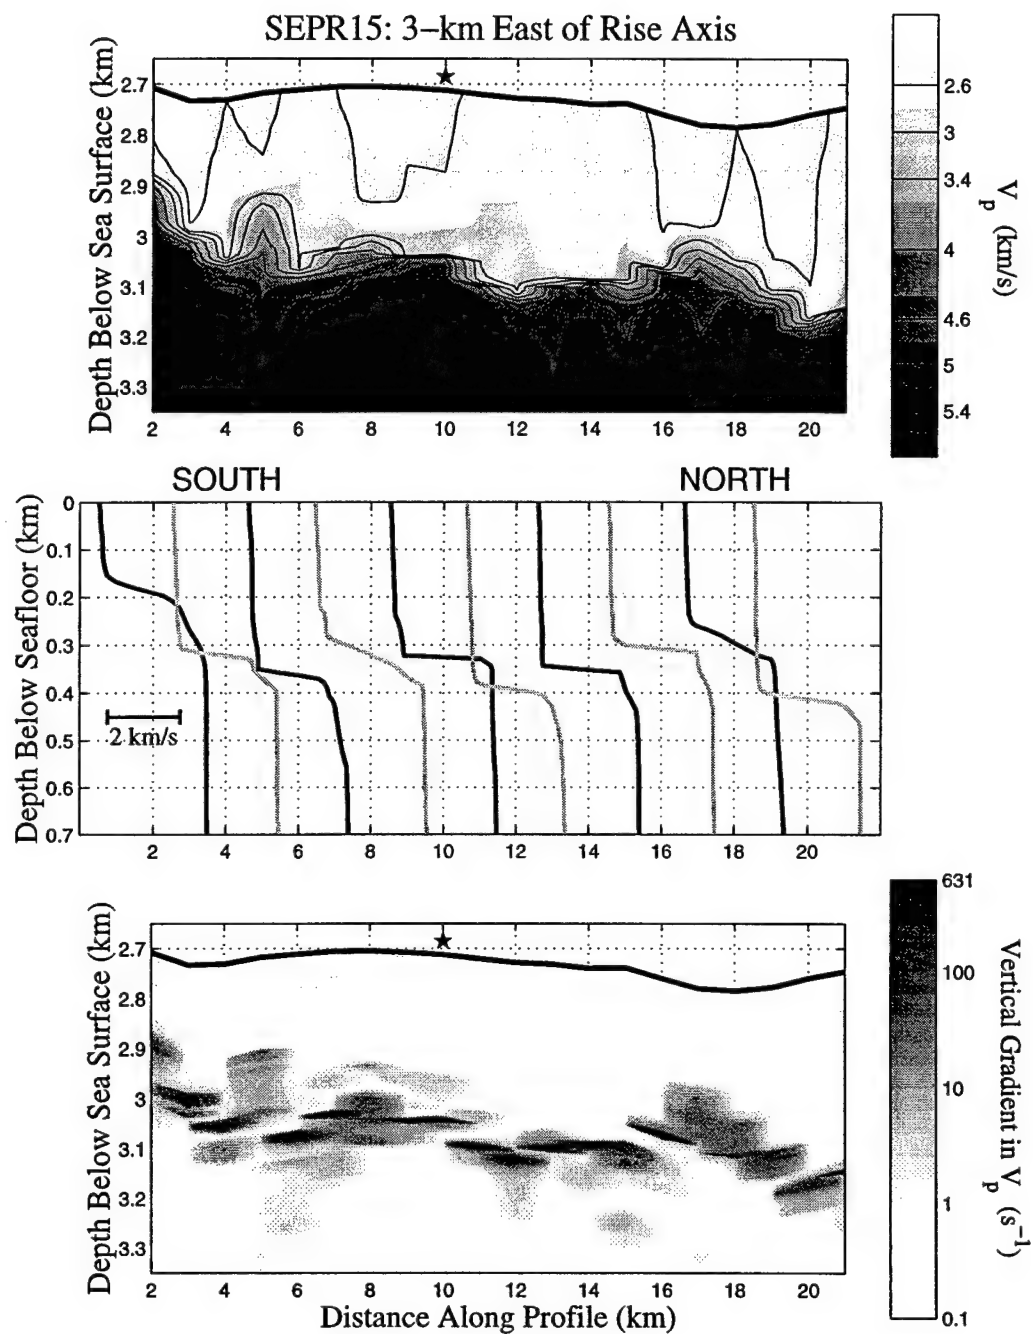 SEPR15: 3–km East of Rise Axis
Depth Below Sea Surface (km)
2.7
2.8
2.9
3
3.1
3.2
3.3
2 4 6 8 10 12 14 16 18 20
2.6
3
3.4
4
4.6
5
5.4
Vp (km/s)
SOUTH NORTH
Depth Below Seafloor (km)
0
0.1
0.2
0.3
0.4
0.5
0.6
0.7
2 km/s
2 4 6 8 10 12 14 16 18 20
Depth Below Sea Surface (km)
2.7
2.8
2.9
3
3.1
3.2
3.3
2 4 6 8 10 12 14 16 18 20
Distance Along Profile (km)
631
100
10
1
0.1
Vertical Gradient in Vp (s⁻¹)